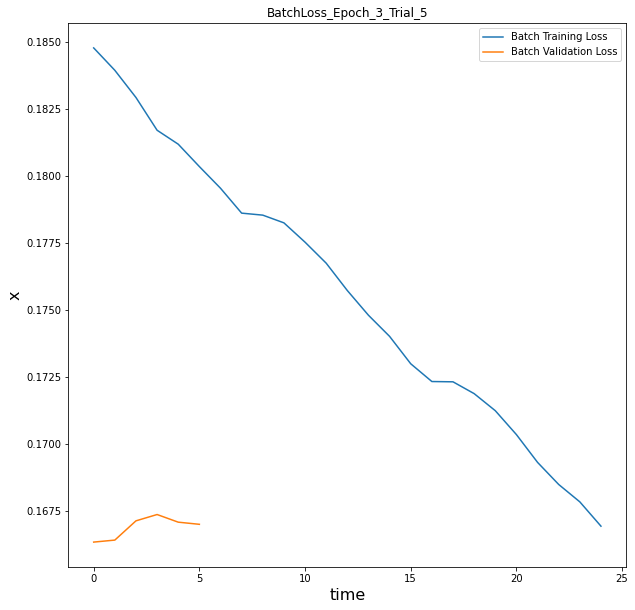 BatchLoss_Epoch_3_Trial_5
Batch Training Loss
Batch Validation Loss
0.1850
0.1825
0.1800
0.1775
0.1750
0.1725
0.1700
0.1675
x
0
5
10
15
20
25
time